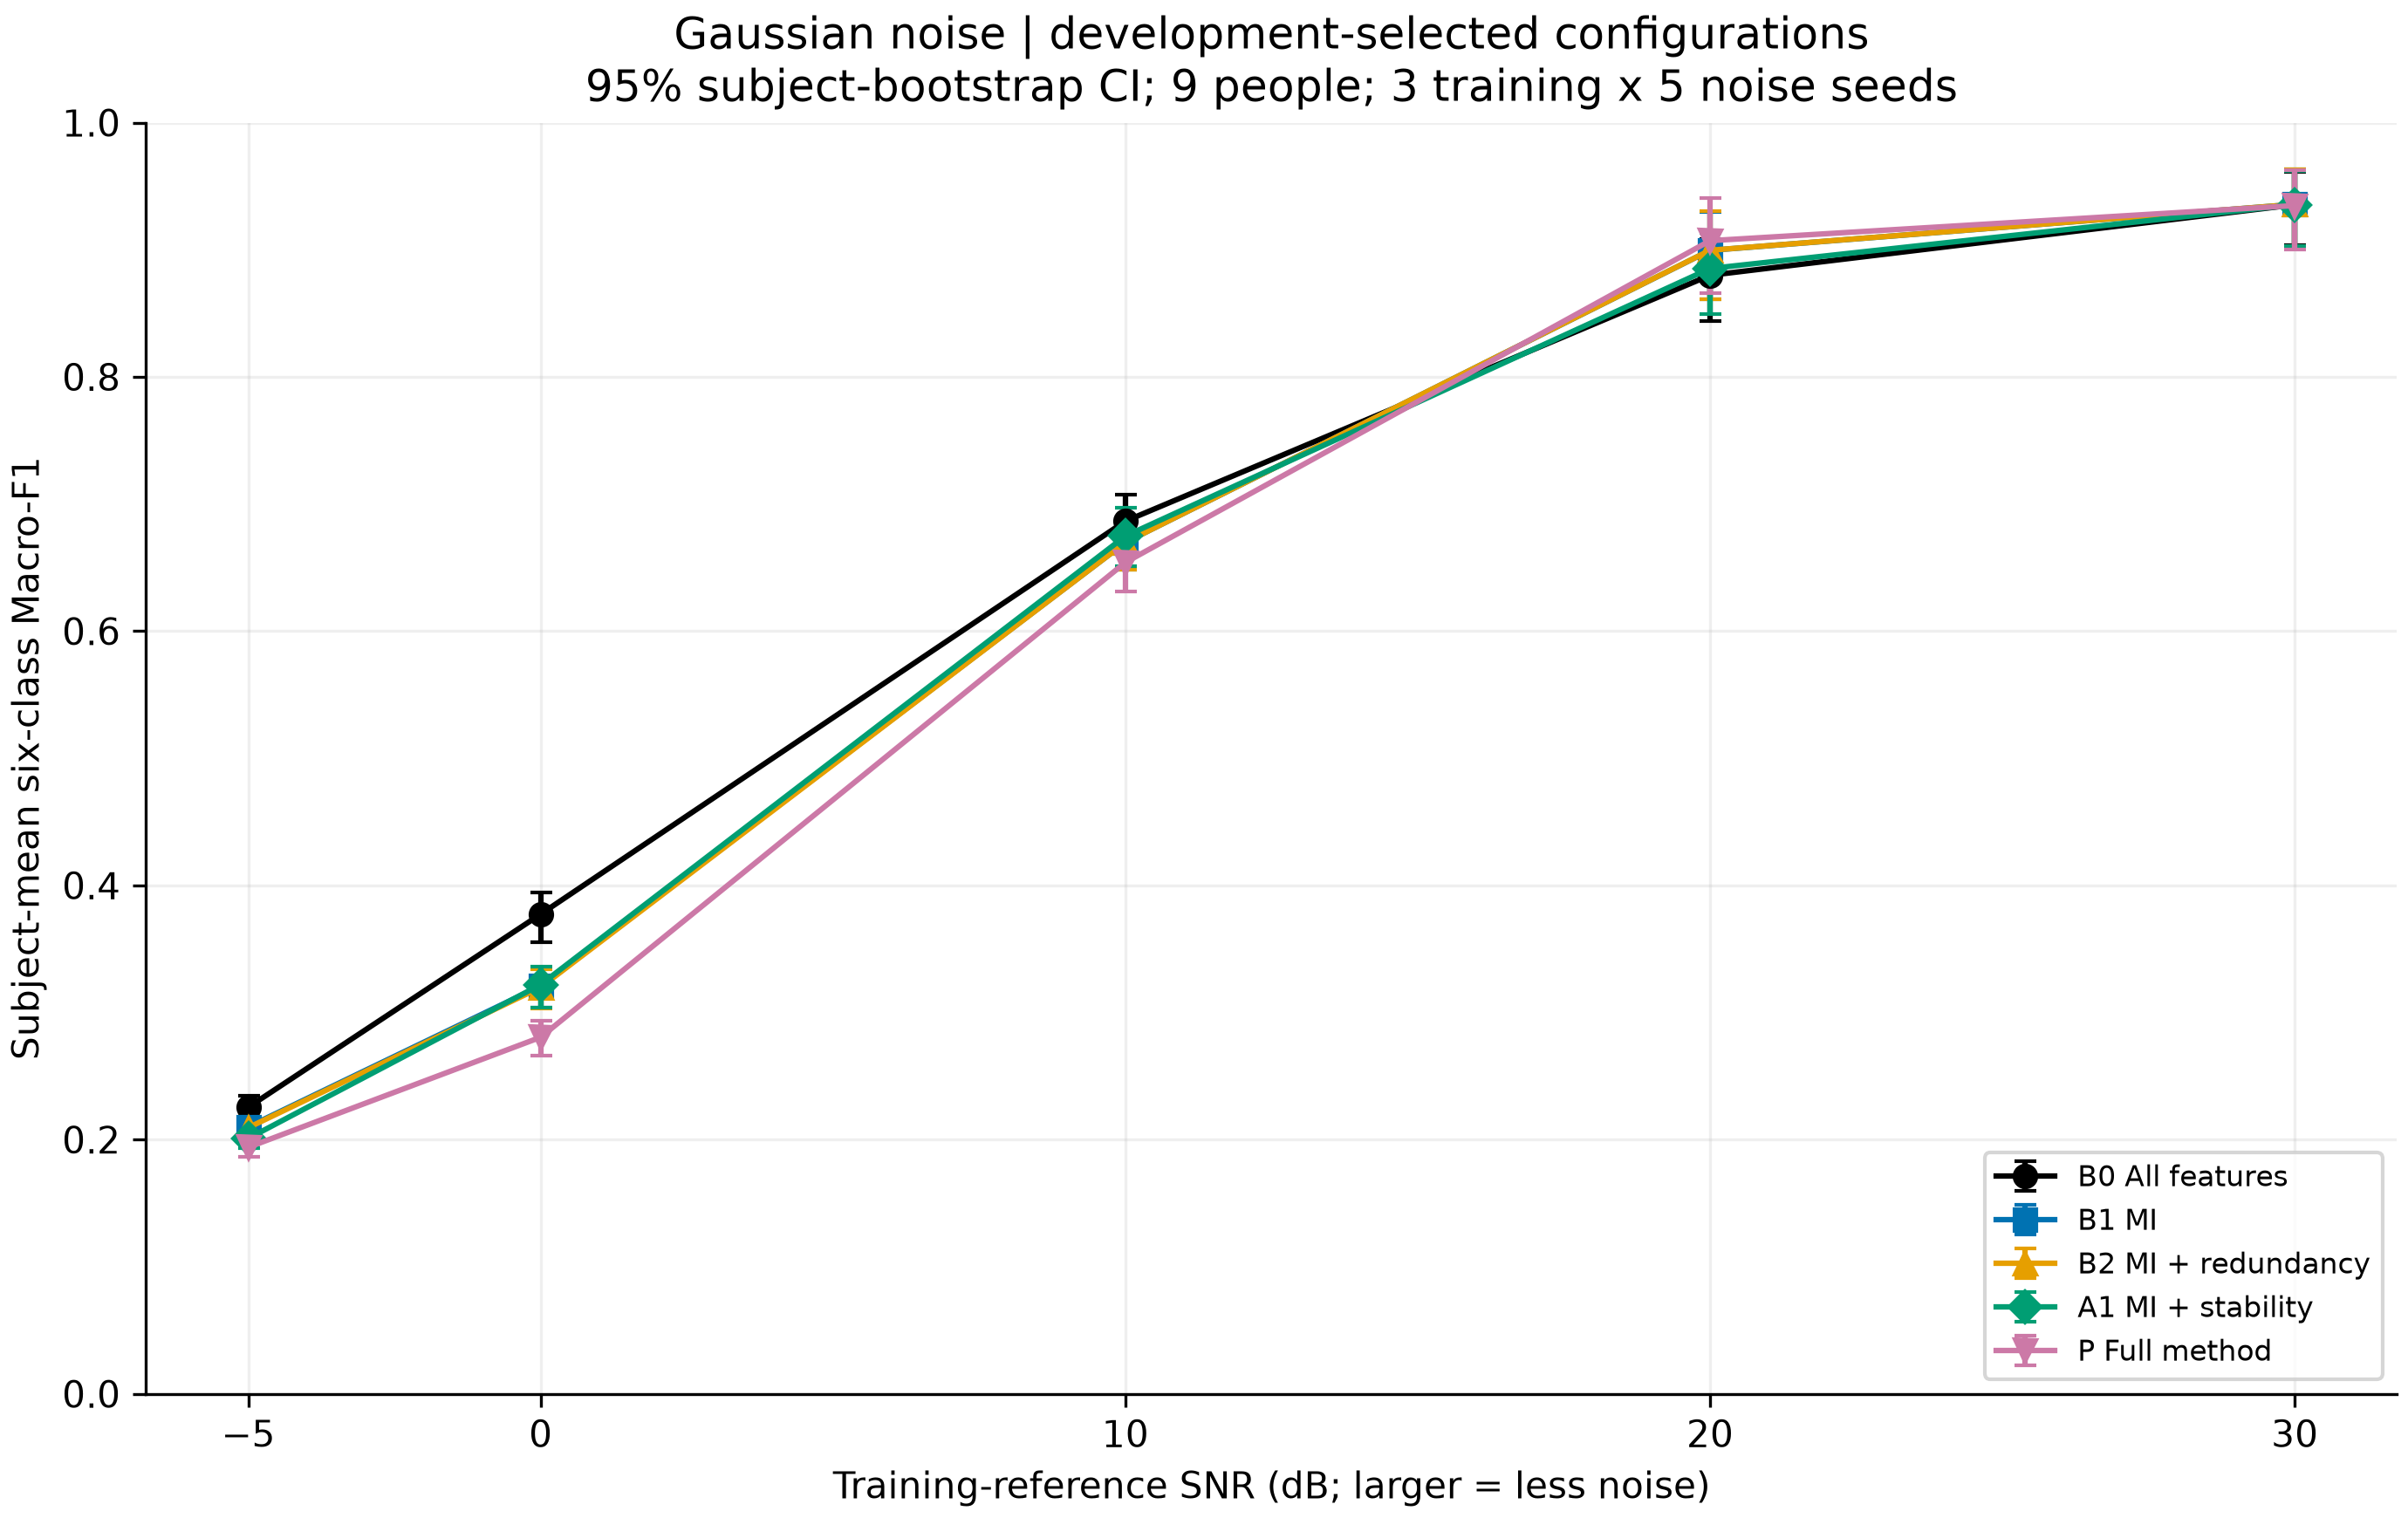 Gaussian noise | development-selected configurations
95% subject-bootstrap CI; 9 people; 3 training x 5 noise seeds
Subject-mean six-class Macro-F1
1.0
0.8
0.6
0.4
0.2
0.0
−5
0
10
20
30
Training-reference SNR (dB; larger = less noise)
B0 All features
B1 MI
B2 MI + redundancy
A1 MI + stability
P Full method